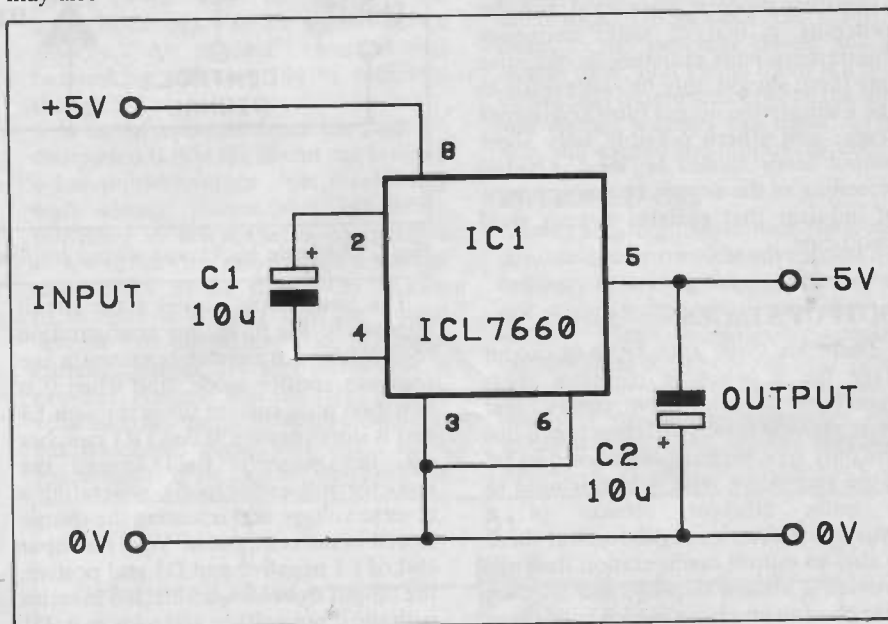 +5V
8
2
IC1
5
-5V
INPUT
C1
+
10u
4
ICL7660
OUTPUT
3
6
+
C2
10u
0V
0V